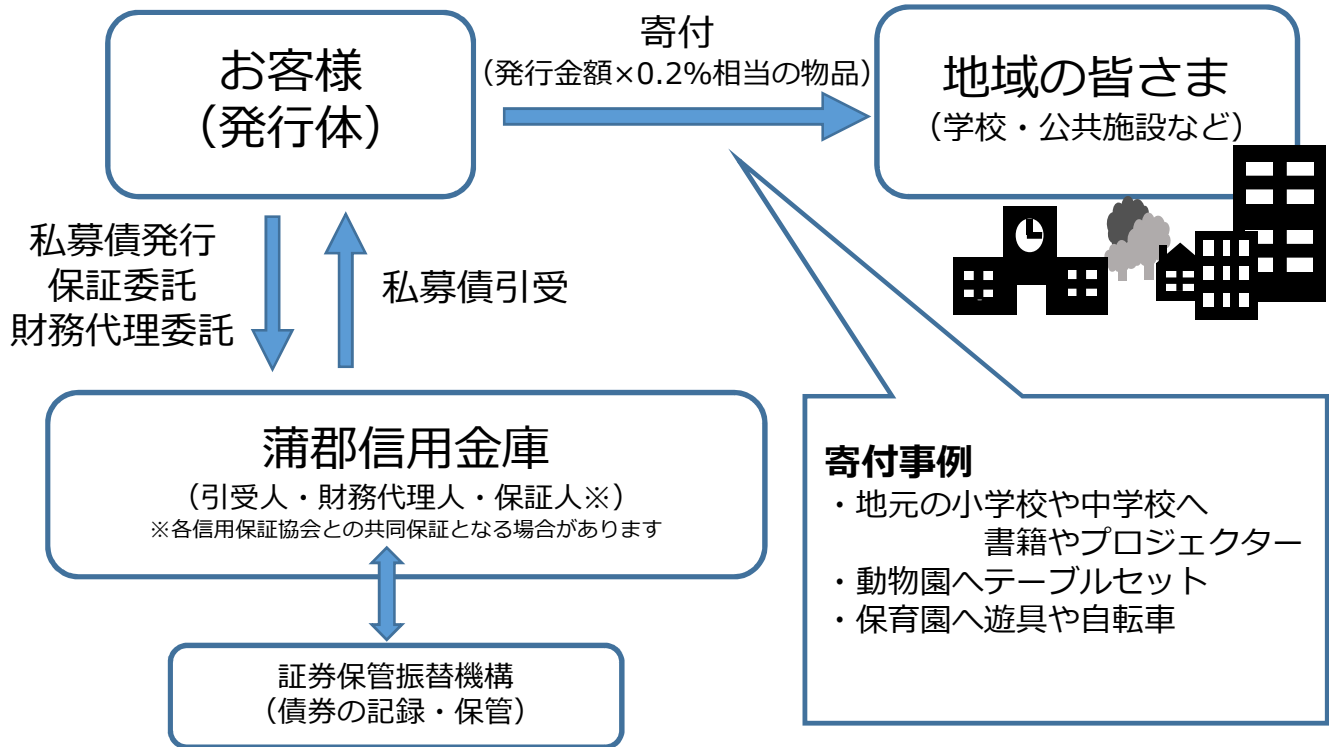 お客様
（発行体）
寄付
（発行金額×0.2%相当の物品）
地域の皆さま
（学校・公共施設など）
私募債発行
保証委託
財務代理委託
私募債引受
蒲郡信用金庫
（引受人・財務代理人・保証人※）
※各信用保証協会との共同保証となる場合があります
証券保管振替機構
（債券の記録・保管）
寄付事例
・地元の小学校や中学校へ
書籍やプロジェクター
・動物園へテーブルセット
・保育園へ遊具や自転車